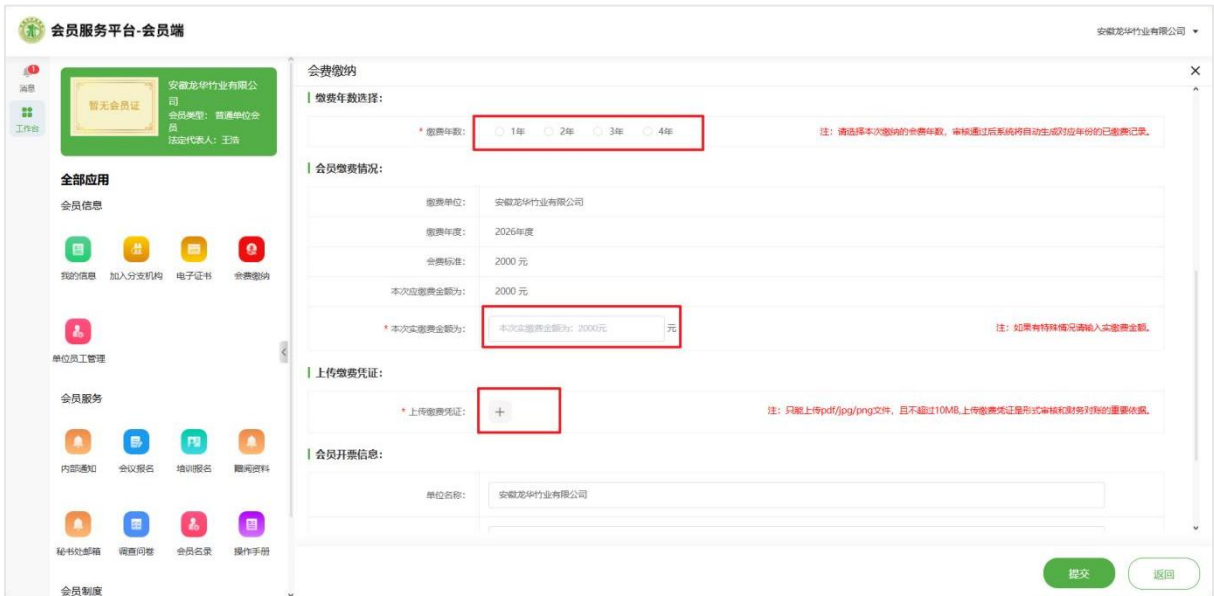 会员服务平台-会员端
安徽龙华竹业有限公司
1
消息
工作台
暂无会员证
安徽龙华竹业有限公
司
会员类型：普通单位会
员
法定代表人：王浩
全部应用
会员信息
我的信息 加入分支机构 电子证书 会费缴纳
单位员工管理
会员服务
内部通知 会议报名 培训报名 赠阅资料
秘书处邮箱 调查问卷 会员名录 操作手册
会员制度
会费缴纳
缴费年数选择：
* 缴费年数： 1年 2年 3年 4年 注：请选择本次缴纳的会费年数，审核通过后系统将自动生成对应年份的已缴费记录。
会员缴费情况：
缴费单位： 安徽龙华竹业有限公司
缴费年度： 2026年度
会费标准： 2000 元
本次应缴费金额为： 2000 元
* 本次实缴费金额为： 本次实缴费金额为：2000元 元 注：如果有特殊情况请输入实缴费金额。
上传缴费凭证：
* 上传缴费凭证： + 注：只能上传pdf/jpg/png文件，且不超过10MB,上传缴费凭证是形式审核和财务对账的重要依据。
会员开票信息：
单位名称： 安徽龙华竹业有限公司
提交 返回